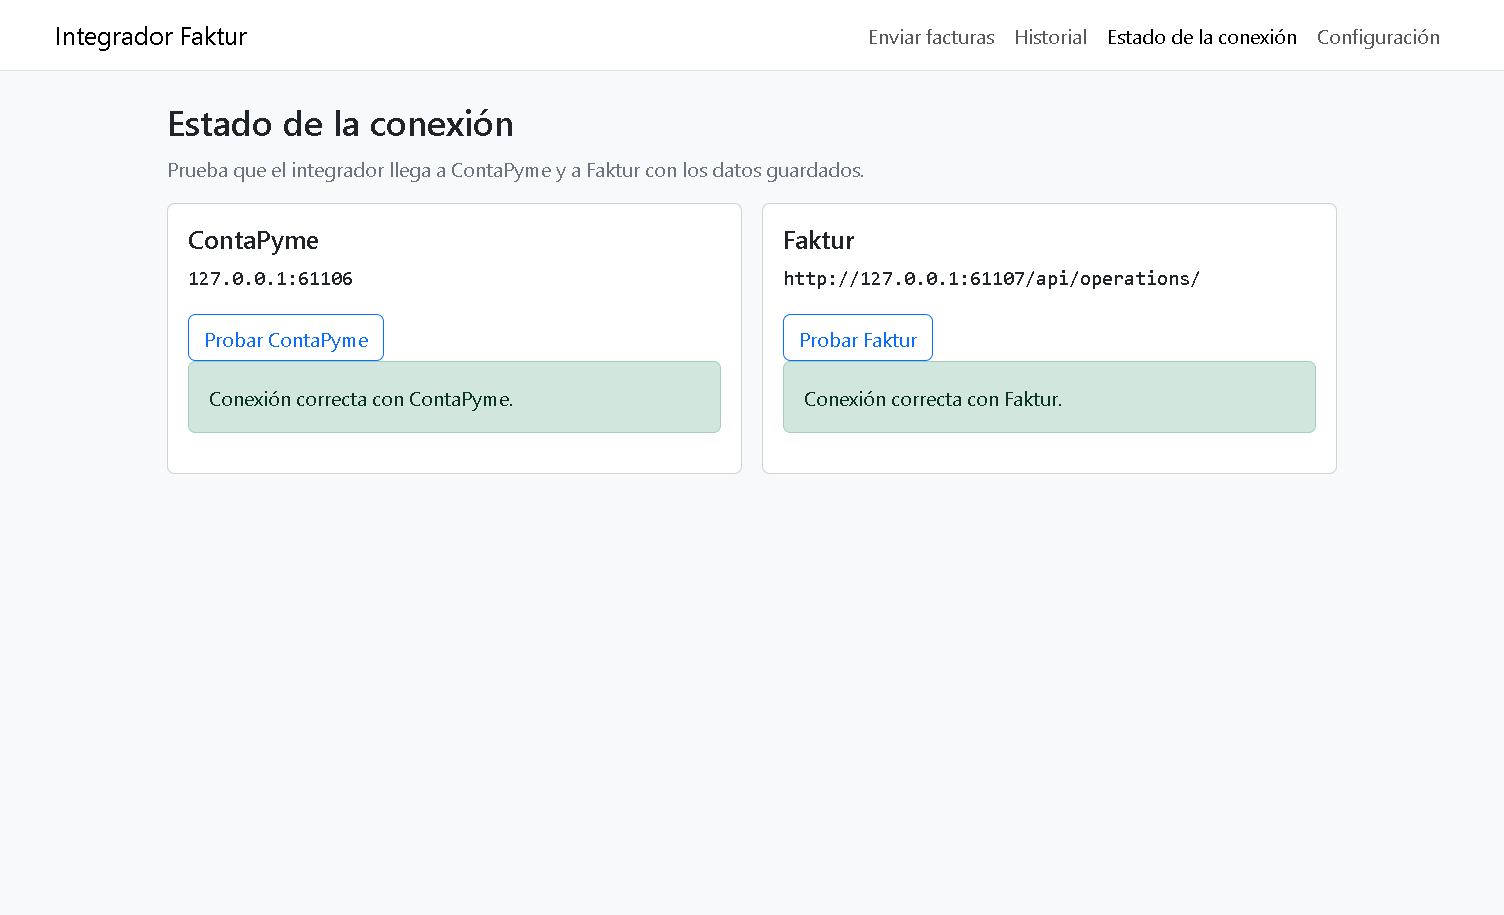 Integrador Faktur
Enviar facturas
Historial
Estado de la conexión
Configuración
Estado de la conexión
Prueba que el integrador llega a ContaPyme y a Faktur con los datos guardados.
ContaPyme
127.0.0.1:61106
Probar ContaPyme
Conexión correcta con ContaPyme.
Faktur
http://127.0.0.1:61107/api/operations/
Probar Faktur
Conexión correcta con Faktur.